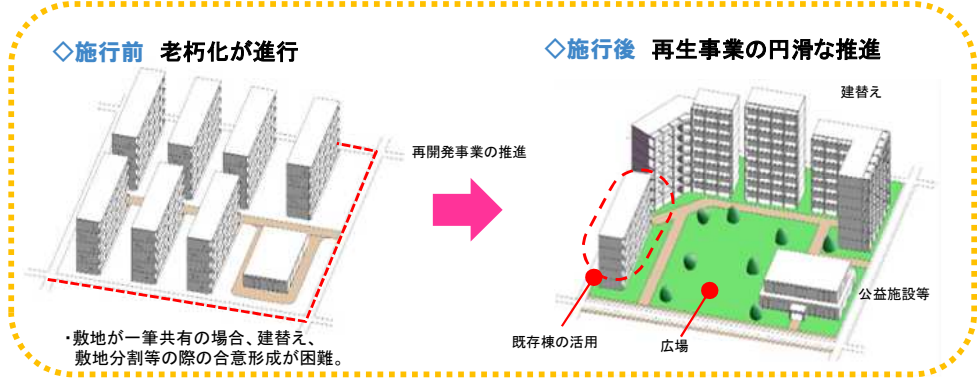 ◇施行前 老朽化が進行
・敷地が一筆共有の場合、建替え、
敷地分割等の際の合意形成が困難。
再開発事業の推進
◇施行後 再生事業の円滑な推進
建替え
公益施設等
既存棟の活用
広場